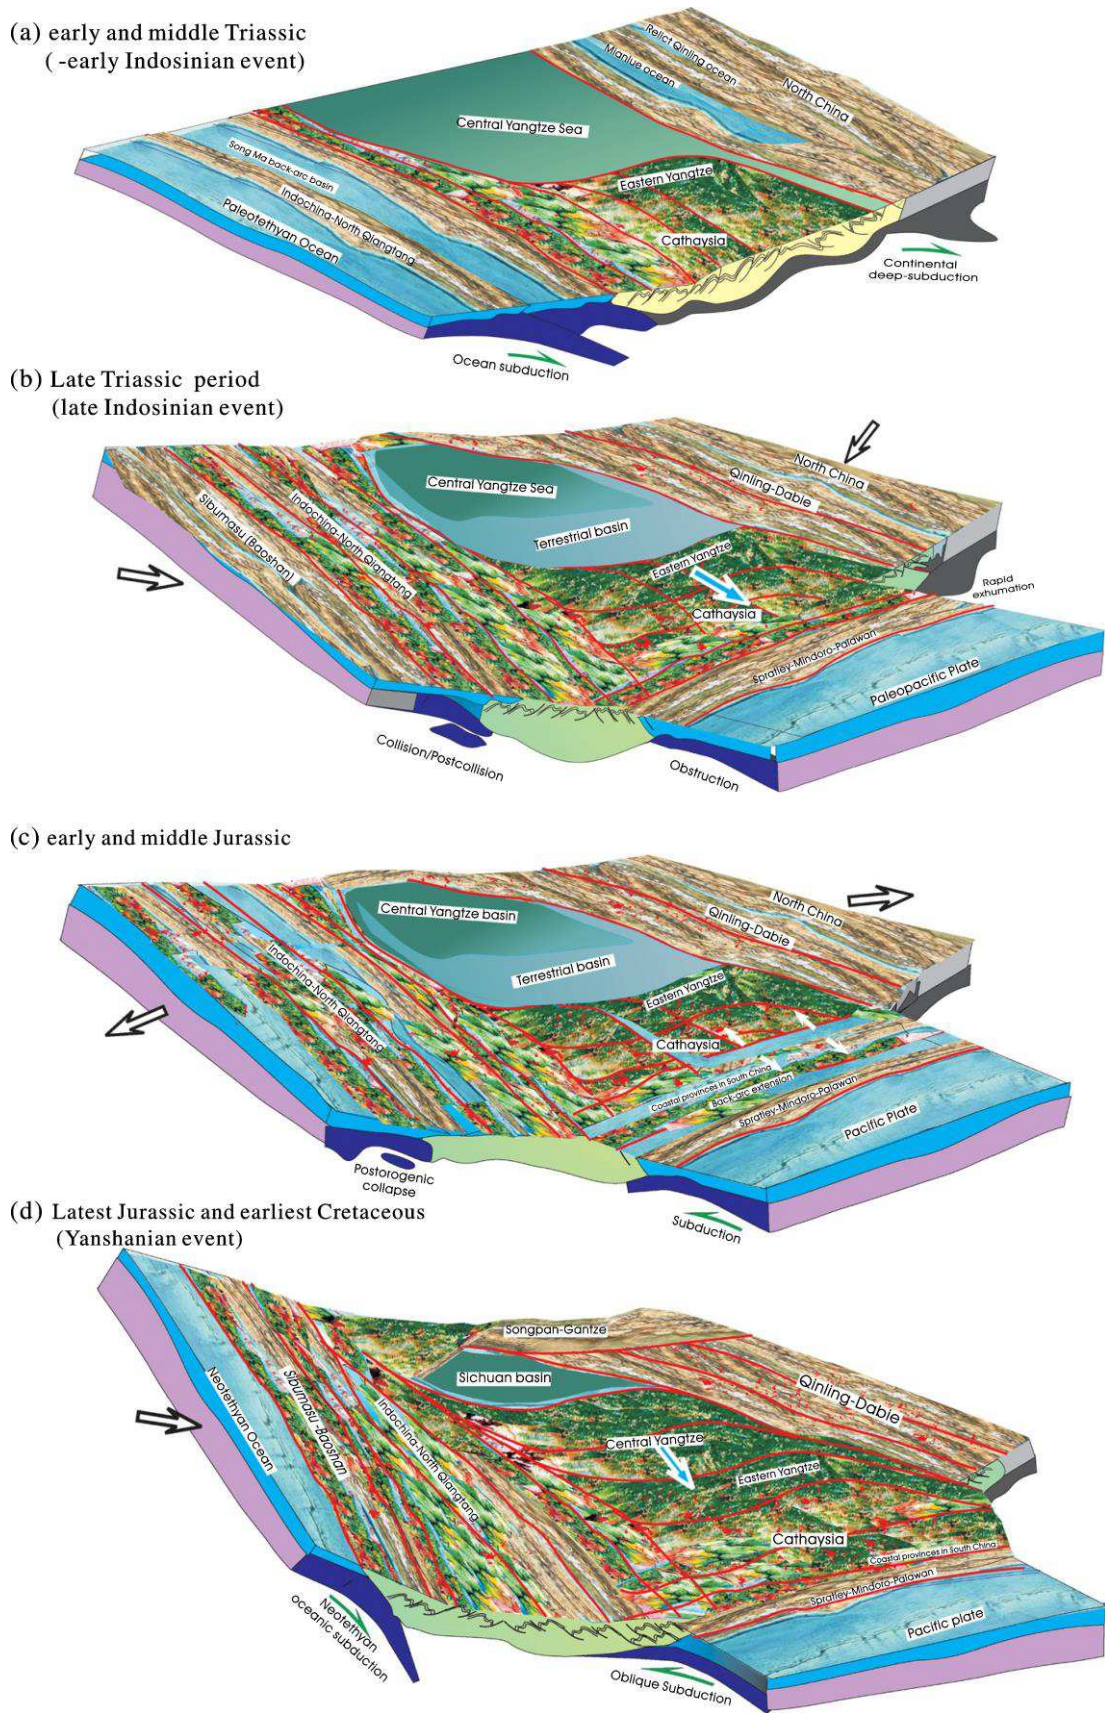 (a) early and middle Triassic
( -early Indosinian event)
Relict Qinling ocean
Mianlue ocean
North China
Central Yangtze Sea
Song Ma back-arc basin
Eastern Yangtze
Indochina-North Qiangtang
Paleotethyan Ocean
Cathaysia
Continental
deep-subduction
Ocean subduction
(b) Late Triassic period
(late Indosinian event)
North China
Central Yangtze Sea
Qinling-Dabie
Indochina-North Qiangtang
Terrestrial basin
Sibumasu (Baoshan)
Eastern Yangtze
Rapid
exhumation
Cathaysia
Spratley-Mindoro-Palawan
Paleopacific Plate
Collision/Postcollision
Obstruction
(c) early and middle Jurassic
North China
Central Yangtze basin
Qinling-Dabie
Terrestrial basin
Indochina-North Qiangtang
Eastern Yangtze
Cathaysia
Coastal provinces in South China
Back-arc extension
Spratley-Mindoro-Palawan
Pacific Plate
Postorogenic
collapse
Subduction
(d) Latest Jurassic and earliest Cretaceous
(Yanshanian event)
Songpan-Gantze
Sichuan basin
Qinling-Dabie
Neotethyan Ocean
Sibumasu-Baoshan
Indochina-North Qiangtang
Central Yangtze
Eastern Yangtze
Cathaysia
Coastal provinces in South China
Spratley-Mindoro-Palawan
Pacific plate
Neotethyan
oceanic subduction
Oblique Subduction